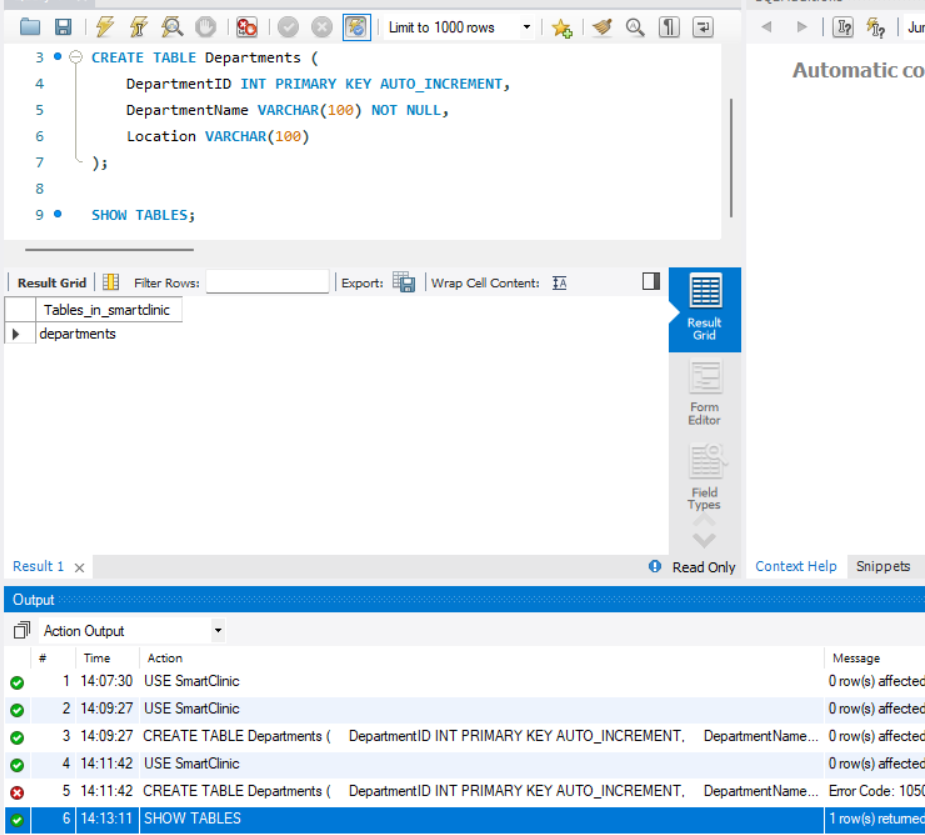 Limit to 1000 rows
3 CREATE TABLE Departments (
4 DepartmentID INT PRIMARY KEY AUTO_INCREMENT,
5 DepartmentName VARCHAR(100) NOT NULL,
6 Location VARCHAR(100)
7 );
8
9 SHOW TABLES;
Automatic co
Result Grid Filter Rows: Export: Wrap Cell Content:
Tables_in_smartclinic
departments
Result
Grid
Form
Editor
Field
Types
Result 1 Read Only
Context Help Snippets
Output
Action Output
# Time Action Message
1 14:07:30 USE SmartClinic 0 row(s) affected
2 14:09:27 USE SmartClinic 0 row(s) affected
3 14:09:27 CREATE TABLE Departments ( DepartmentID INT PRIMARY KEY AUTO_INCREMENT, DepartmentName... 0 row(s) affected
4 14:11:42 USE SmartClinic 0 row(s) affected
5 14:11:42 CREATE TABLE Departments ( DepartmentID INT PRIMARY KEY AUTO_INCREMENT, DepartmentName... Error Code: 1050
6 14:13:11 SHOW TABLES 1 row(s) returned